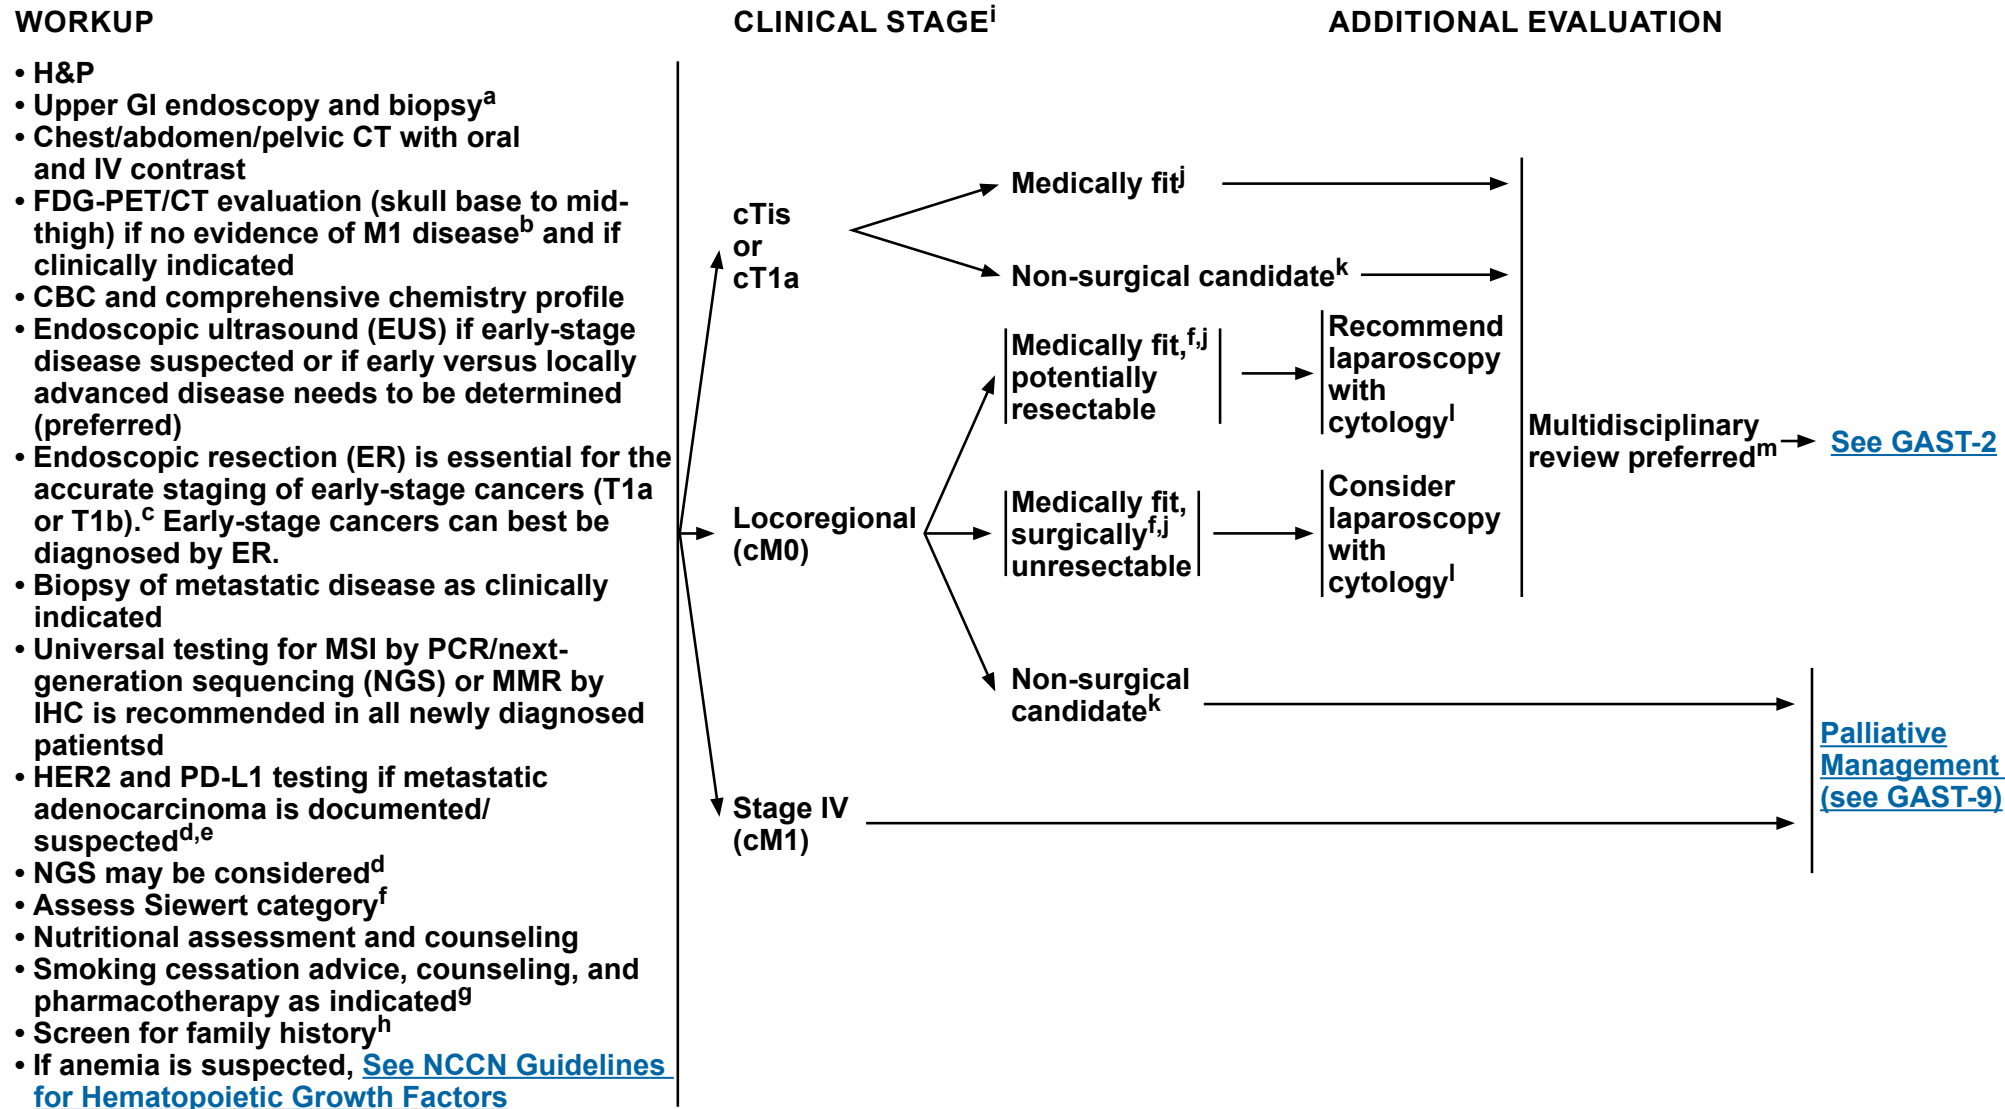 WORKUP
CLINICAL STAGEi
ADDITIONAL EVALUATION
• H&P
• Upper GI endoscopy and biopsya
• Chest/abdomen/pelvic CT with oral
and IV contrast
• FDG-PET/CT evaluation (skull base to mid-
thigh) if no evidence of M1 diseaseb and if
clinically indicated
• CBC and comprehensive chemistry profile
• Endoscopic ultrasound (EUS) if early-stage
disease suspected or if early versus locally
advanced disease needs to be determined
(preferred)
• Endoscopic resection (ER) is essential for the
accurate staging of early-stage cancers (T1a
or T1b).c Early-stage cancers can best be
diagnosed by ER.
• Biopsy of metastatic disease as clinically
indicated
• Universal testing for MSI by PCR/next-
generation sequencing (NGS) or MMR by
IHC is recommended in all newly diagnosed
patientsd
• HER2 and PD-L1 testing if metastatic
adenocarcinoma is documented/
suspectedd,e
• NGS may be consideredd
• Assess Siewert categoryf
• Nutritional assessment and counseling
• Smoking cessation advice, counseling, and
pharmacotherapy as indicatedg
• Screen for family historyh
• If anemia is suspected, See NCCN Guidelines
for Hematopoietic Growth Factors
cTis
or
cT1a
Medically fitj
Non-surgical candidatek
Locoregional
(cM0)
Medically fit,f,j
potentially
resectable
Recommend
laparoscopy
with
cytologyl
Medically fit,
surgicallyf,j
unresectable
Consider
laparoscopy
with
cytologyl
Non-surgical
candidatek
Stage IV
(cM1)
Multidisciplinary
review preferredm
See GAST-2
Palliative
Management
(see GAST-9)